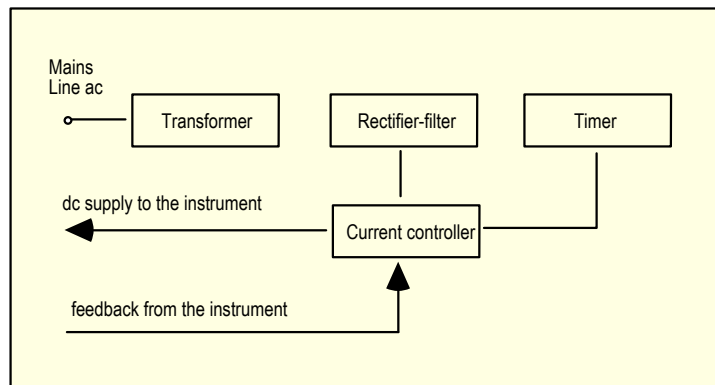 Mains
Line ac
Transformer
Rectifier-filter
Timer
dc supply to the instrument
Current controller
feedback from the instrument